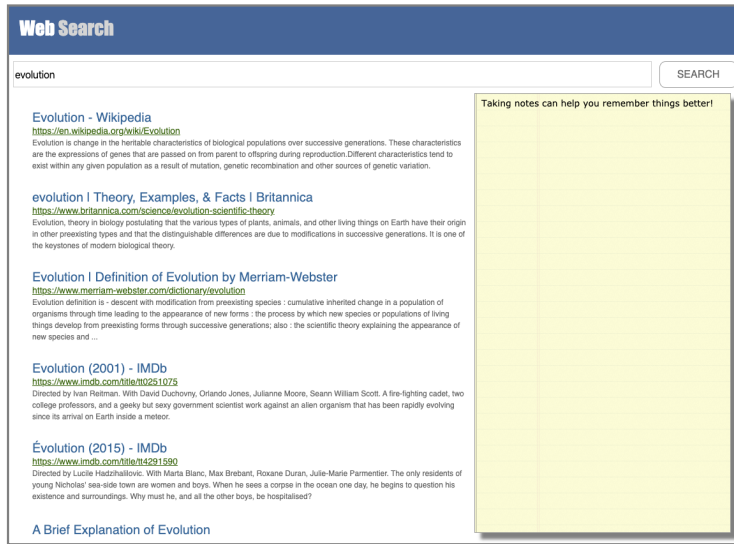 Web Search
evolution
SEARCH
Evolution - Wikipedia
https://en.wikipedia.org/wiki/Evolution
Evolution is change in the heritable characteristics of biological populations over successive generations. These characteristics
are the expressions of genes that are passed on from parent to offspring during reproduction.Different characteristics tend to
exist within any given population as a result of mutation, genetic recombination and other sources of genetic variation.
evolution | Theory, Examples, & Facts | Britannica
https://www.britannica.com/science/evolution-scientific-theory
Evolution, theory in biology postulating that the various types of plants, animals, and other living things on Earth have their origin
in other preexisting types and that the distinguishable differences are due to modifications in successive generations. It is one of
the keystones of modern biological theory.
Evolution | Definition of Evolution by Merriam-Webster
https://www.merriam-webster.com/dictionary/evolution
Evolution definition is - descent with modification from preexisting species : cumulative inherited change in a population of
organisms through time leading to the appearance of new forms : the process by which new species or populations of living
things develop from preexisting forms through successive generations; also : the scientific theory explaining the appearance of
new species and ...
Evolution (2001) - IMDb
https://www.imdb.com/title/tt0251075
Directed by Ivan Reitman. With David Duchovny, Orlando Jones, Julianne Moore, Seann William Scott. A fire-fighting cadet, two
college professors, and a geeky but sexy government scientist work against an alien organism that has been rapidly evolving
since its arrival on Earth inside a meteor.
Évolution (2015) - IMDb
https://www.imdb.com/title/tt4291590
Directed by Lucile Hadzihalilovic. With Marta Blanc, Max Brebant, Roxane Duran, Julie-Marie Parmentier. The only residents of
young Nicholas' sea-side town are women and boys. When he sees a corpse in the ocean one day, he begins to question his
existence and surroundings. Why must he, and all the other boys, be hospitalised?
A Brief Explanation of Evolution
Taking notes can help you remember things better!